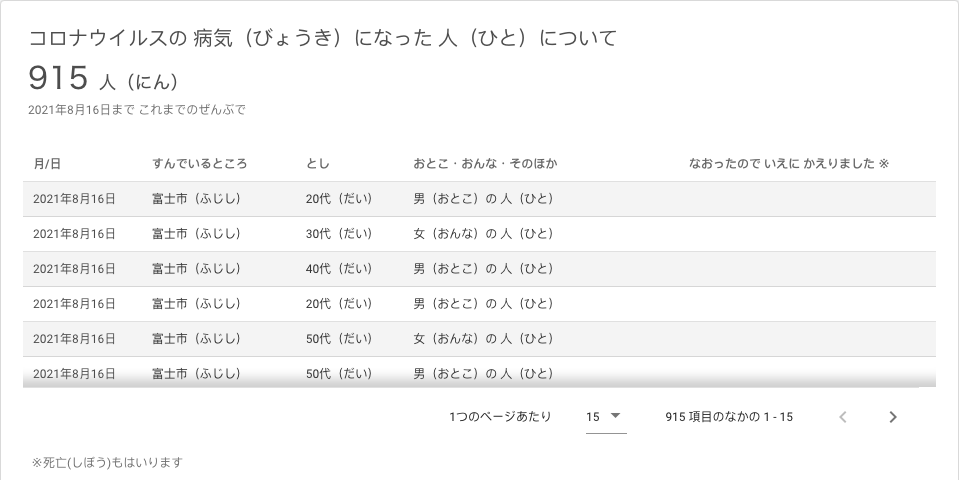 コロナウイルスの 病気（びょうき）になった 人（ひと）について
915 人（にん）
2021年8月16日まで これまでのぜんぶで
月/日 すんでいるところ とし おとこ・おんな・そのほか なおったので いえに かえりました ※
2021年8月16日 富士市（ふじし） 20代（だい） 男（おとこ）の 人（ひと）
2021年8月16日 富士市（ふじし） 30代（だい） 女（おんな）の 人（ひと）
2021年8月16日 富士市（ふじし） 40代（だい） 男（おとこ）の 人（ひと）
2021年8月16日 富士市（ふじし） 20代（だい） 男（おとこ）の 人（ひと）
2021年8月16日 富士市（ふじし） 50代（だい） 女（おんな）の 人（ひと）
2021年8月16日 富士市（ふじし） 50代（だい） 男（おとこ）の 人（ひと）
1つのページあたり 15 915 項目のなかの 1 - 15
※死亡(しぼう)もはいります